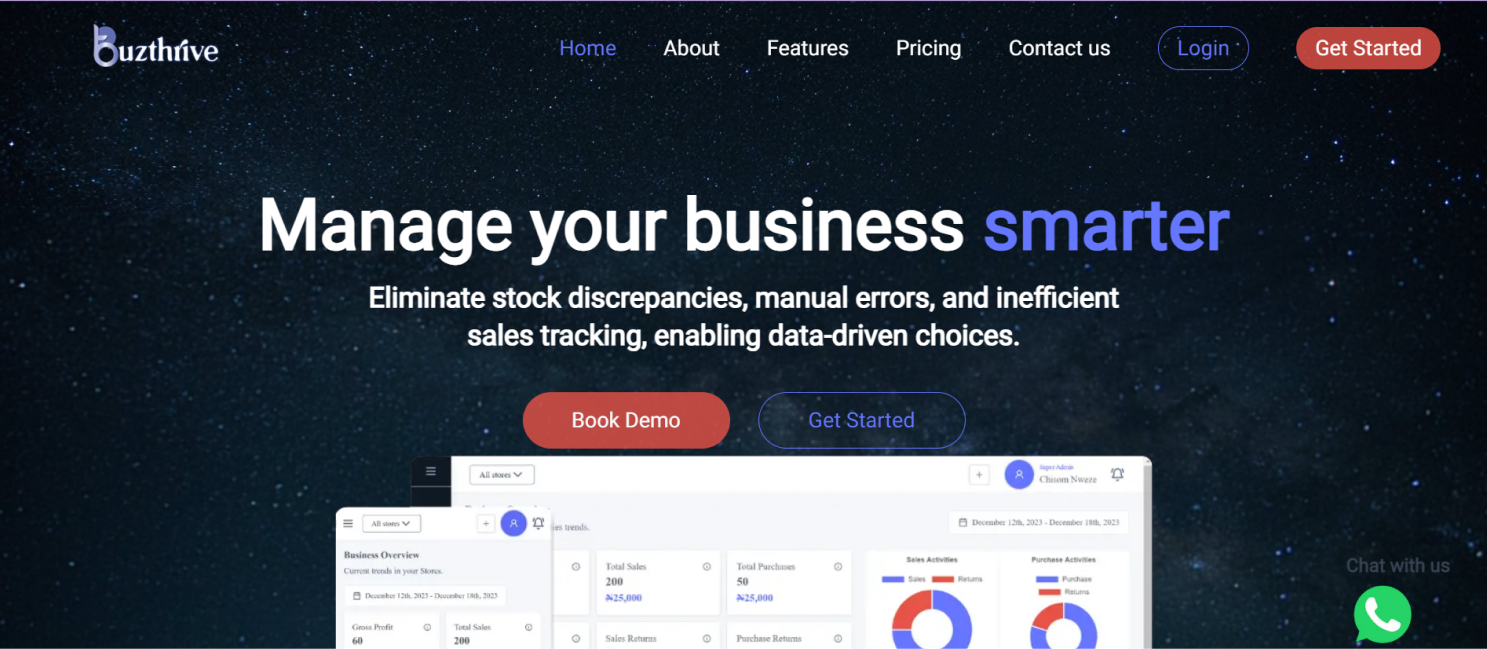 Buzthrive
Home About Features Pricing Contact us Login Get Started
Manage your business smarter
Eliminate stock discrepancies, manual errors, and inefficient
sales tracking, enabling data-driven choices.
Book Demo Get Started
All stores + Super Admin
Chisom Nweze
All stores +
es trends.
December 12th, 2023 - December 18th, 2023
Business Overview
Current trends in your Stores.
December 12th, 2023 - December 18th, 2023
Gross Profit
60
Total Sales
200
Total Sales
200
₦25,000
Total Purchases
50
₦25,000
Sales Returns
Purchase Returns
Sales Activities
Sales Returns
Purchase Activities
Purchase
Returns
Chat with us